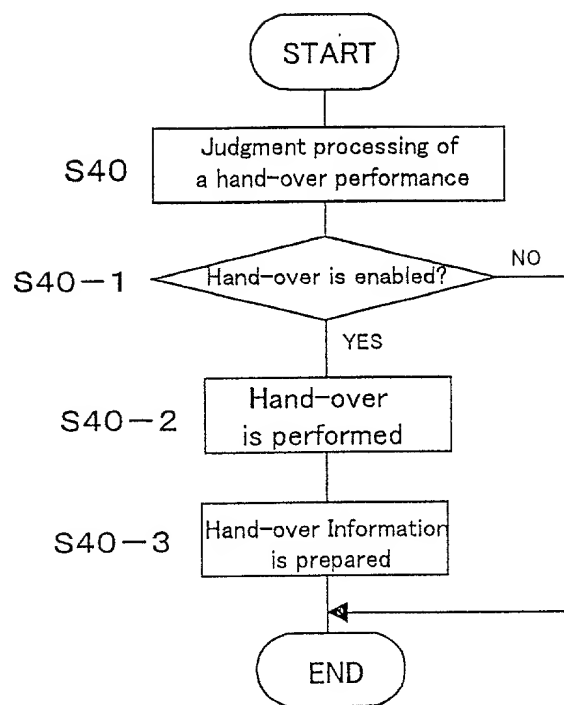 START
S40
Judgment processing of
a hand-over performance
S40-1
Hand-over is enabled?
NO
YES
S40-2
Hand-over
is performed
S40-3
Hand-over Information
is prepared
END